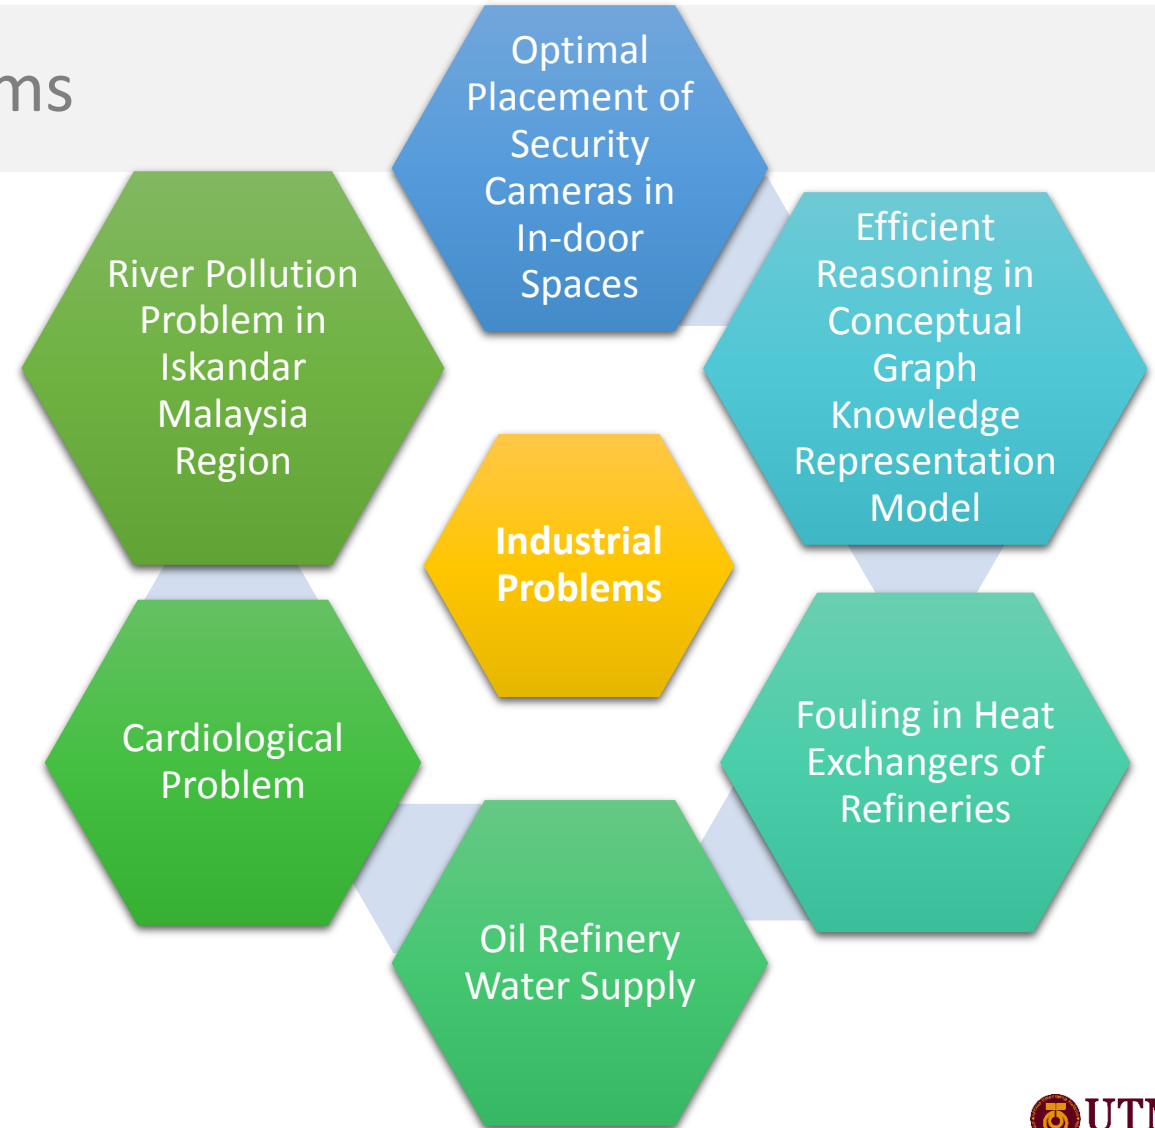 ms
Optimal
Placement of
Security
Cameras in
In-door
Spaces
Efficient
Reasoning in
Conceptual
Graph
Knowledge
Representation
Model
Fouling in Heat
Exchangers of
Refineries
Oil Refinery
Water Supply
Cardiological
Problem
River Pollution
Problem in
Iskandar
Malaysia
Region
Industrial
Problems
UTM